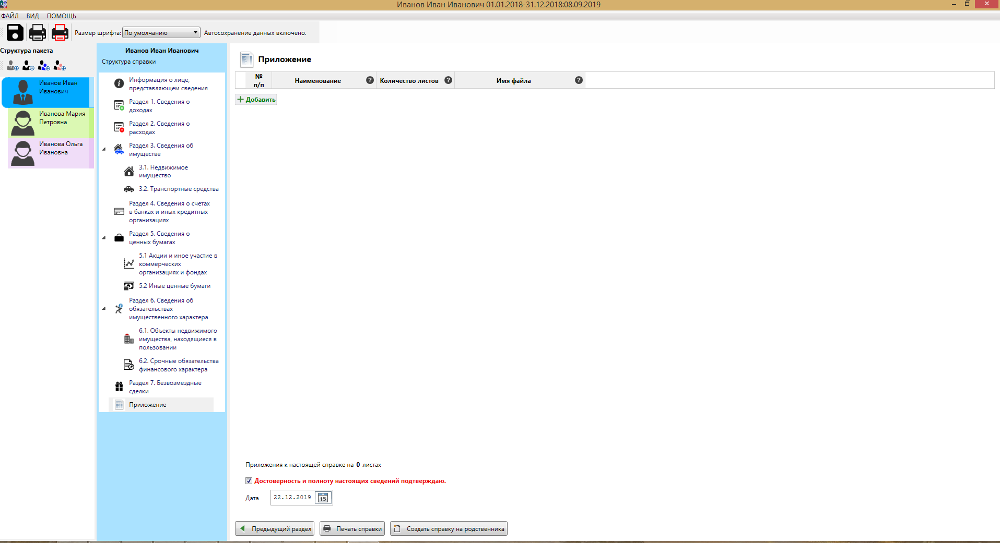 Иванов Иван Иванович 01.01.2018-31.12.2018:08.09.2019
ФАЙЛ ВИД ПОМОЩЬ
Размер шрифта: По умолчанию Автосохранение данных включено.
Структура пакета
Иванов Иван
Иванович
Иванова Мария
Петровна
Иванова Ольга
Ивановна
Иванов Иван Иванович
Структура справки
Информация о лице,
представляющем сведения
Раздел 1. Сведения о
доходах
Раздел 2. Сведения о
расходах
Раздел 3. Сведения об
имуществе
3.1. Недвижимое
имущество
3.2. Транспортные средства
Раздел 4. Сведения о счетах
в банках и иных кредитных
организациях
Раздел 5. Сведения о
ценных бумагах
5.1 Акции и иное участие в
коммерческих
организациях и фондах
5.2 Иные ценные бумаги
Раздел 6. Сведения об
обязательствах
имущественного характера
6.1. Объекты недвижимого
имущества, находящиеся в
пользовании
6.2. Срочные обязательства
финансового характера
Раздел 7. Безвозмездные
сделки
Приложение
Приложение
№
п/п
Наименование ? Количество листов ? Имя файла ?
+ Добавить
Приложения к настоящей справке на 0 листах
Достоверность и полноту настоящих сведений подтверждаю.
Дата 22.12.2019 15
Предыдущий раздел Печать справки Создать справку на родственника